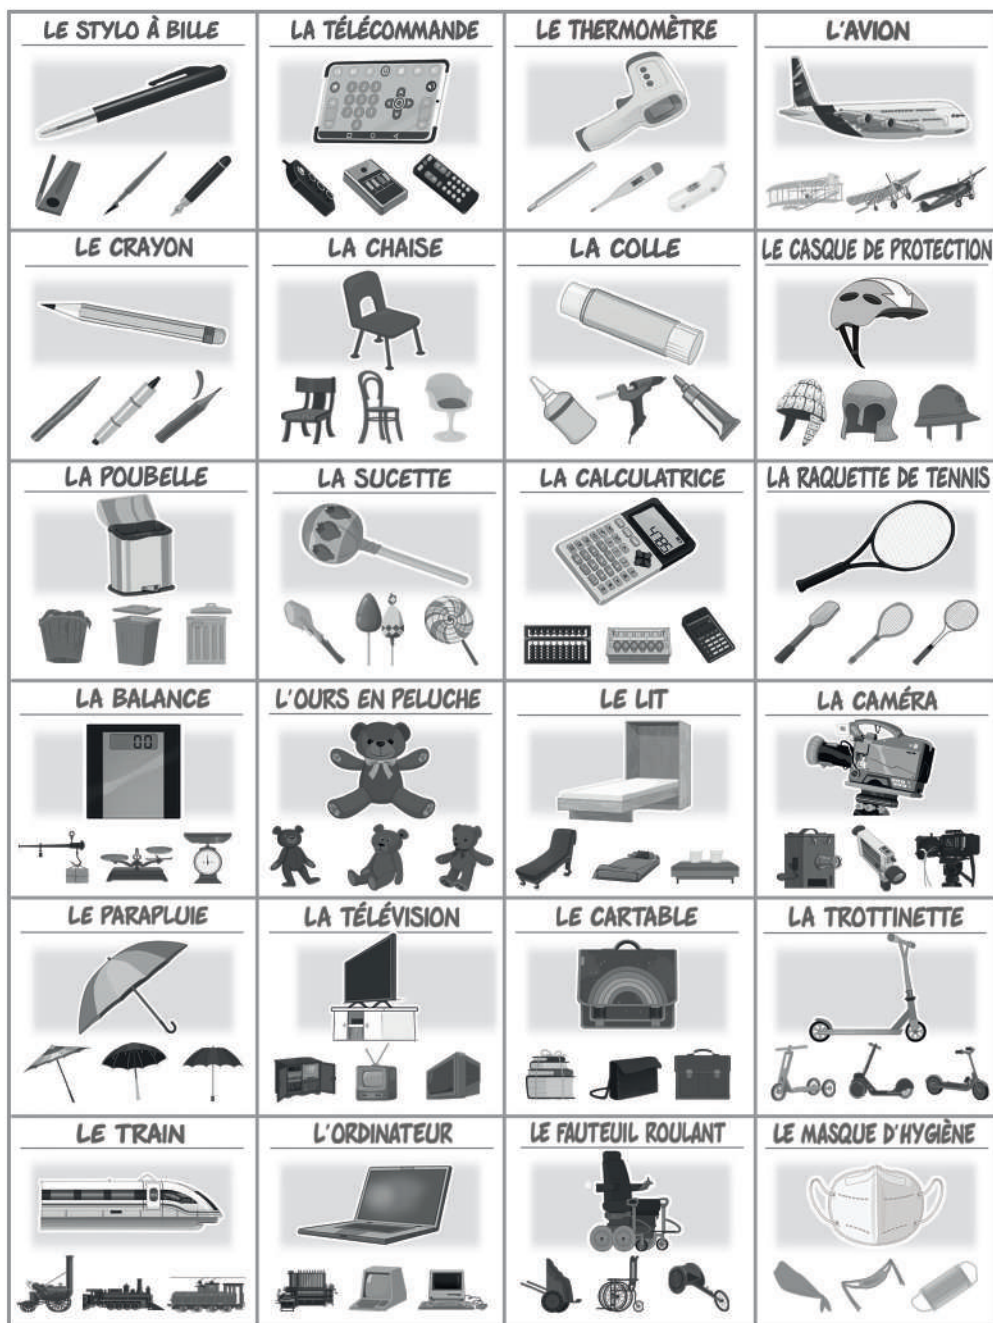 LE STYLO À BILLE
LA TÉLÉCOMMANDE
LE THERMOMÈTRE
L'AVION
LE CRAYON
LA CHAISE
LA COLLE
LE CASQUE DE PROTECTION
LA POUBELLE
LA SUCETTE
LA CALCULATRICE
LA RAQUETTE DE TENNIS
LA BALANCE
L'OURS EN PELUCHE
LE LIT
LA CAMÉRA
LE PARAPLUIE
LA TÉLÉVISION
LE CARTABLE
LA TROTTINETTE
LE TRAIN
L'ORDINATEUR
LE FAUTEUIL ROULANT
LE MASQUE D'HYGIÈNE